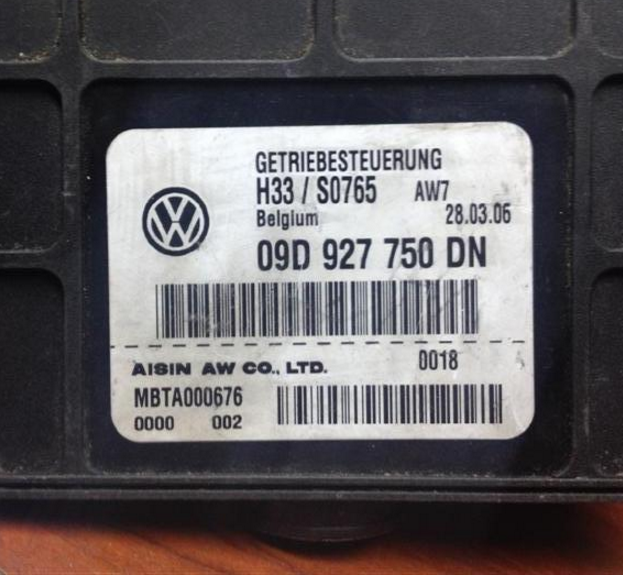 GETRIEBESTEUERUNG
H33 / S0765 AW7
Belgium 28.03.06
09D 927 750 DN
AISIN AW CO., LTD. 0018
MBTA000676
0000 002